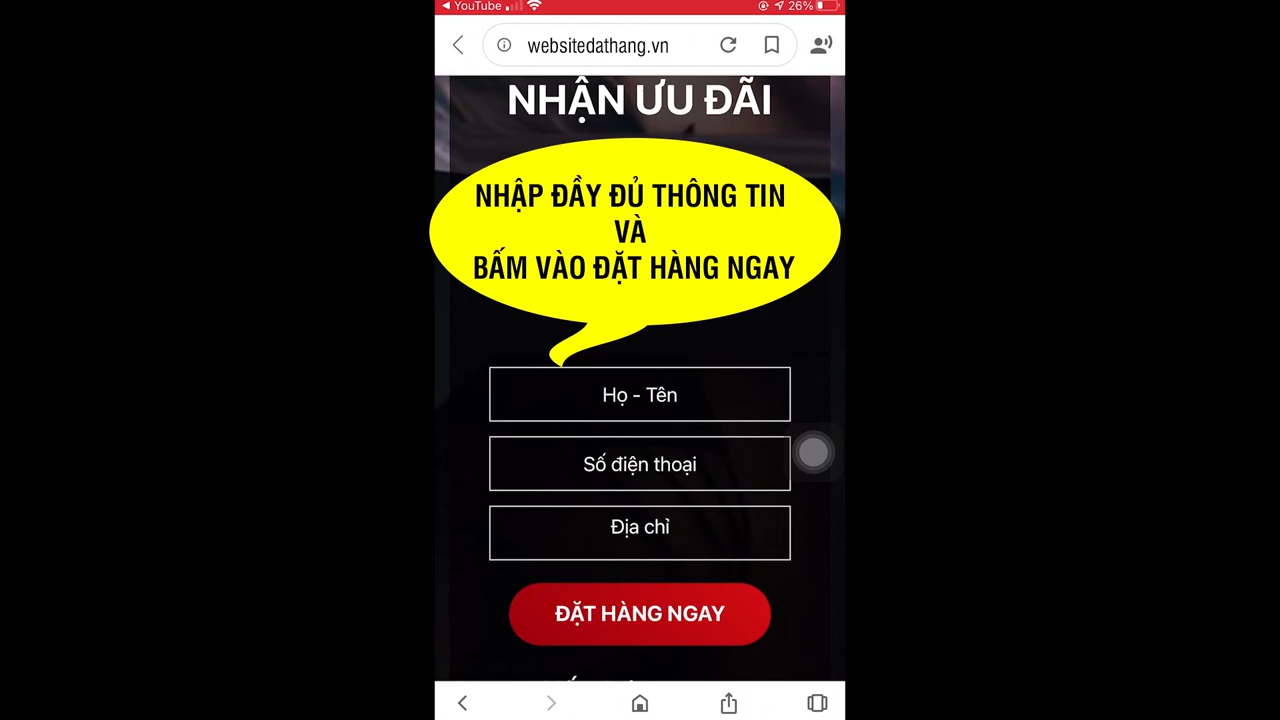 YouTube
26%
websitedathang.vn
NHẬN ƯU ĐÃI
NHẬP ĐẦY ĐỦ THÔNG TIN
VÀ
BẤM VÀO ĐẶT HÀNG NGAY
Họ - Tên
Số điện thoại
Địa chỉ
ĐẶT HÀNG NGAY